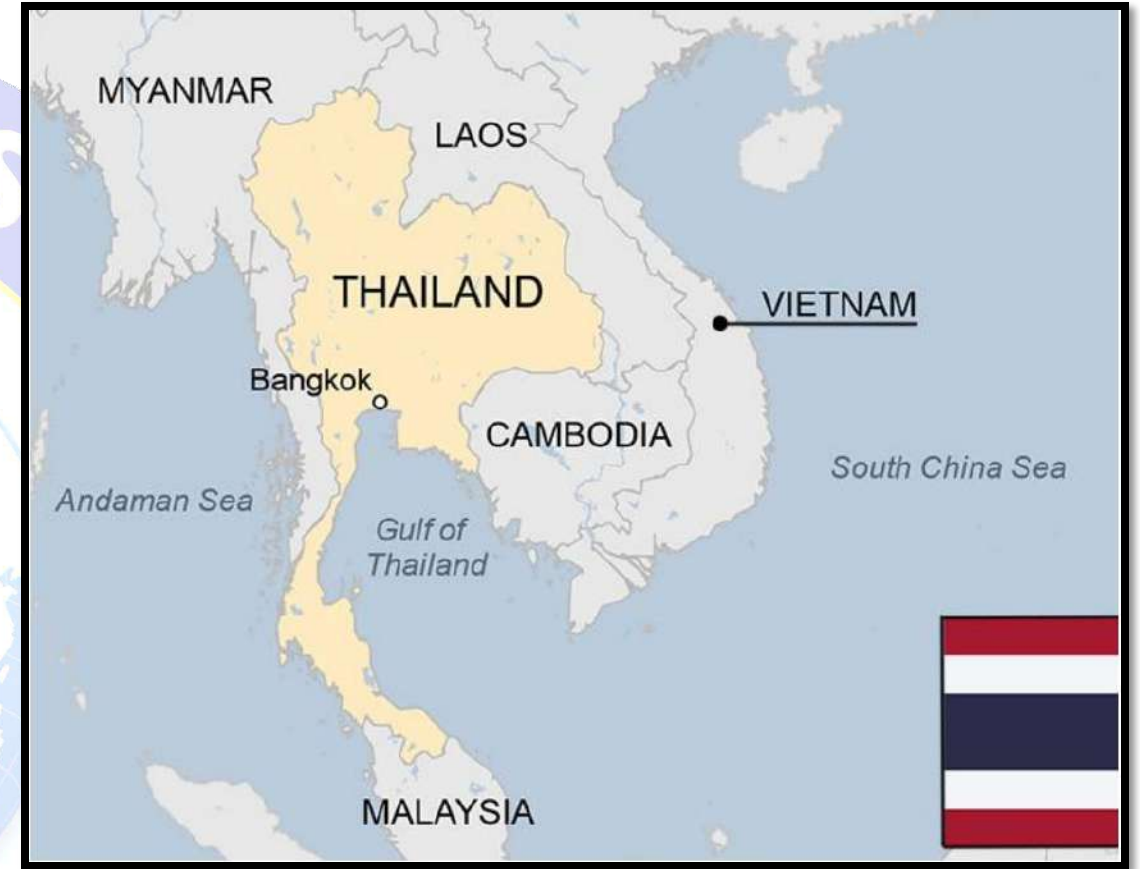 MYANMAR
LAOS
THAILAND
VIETNAM
Bangkok
CAMBODIA
South China Sea
Andaman Sea
Gulf of
Thailand
MALAYSIA